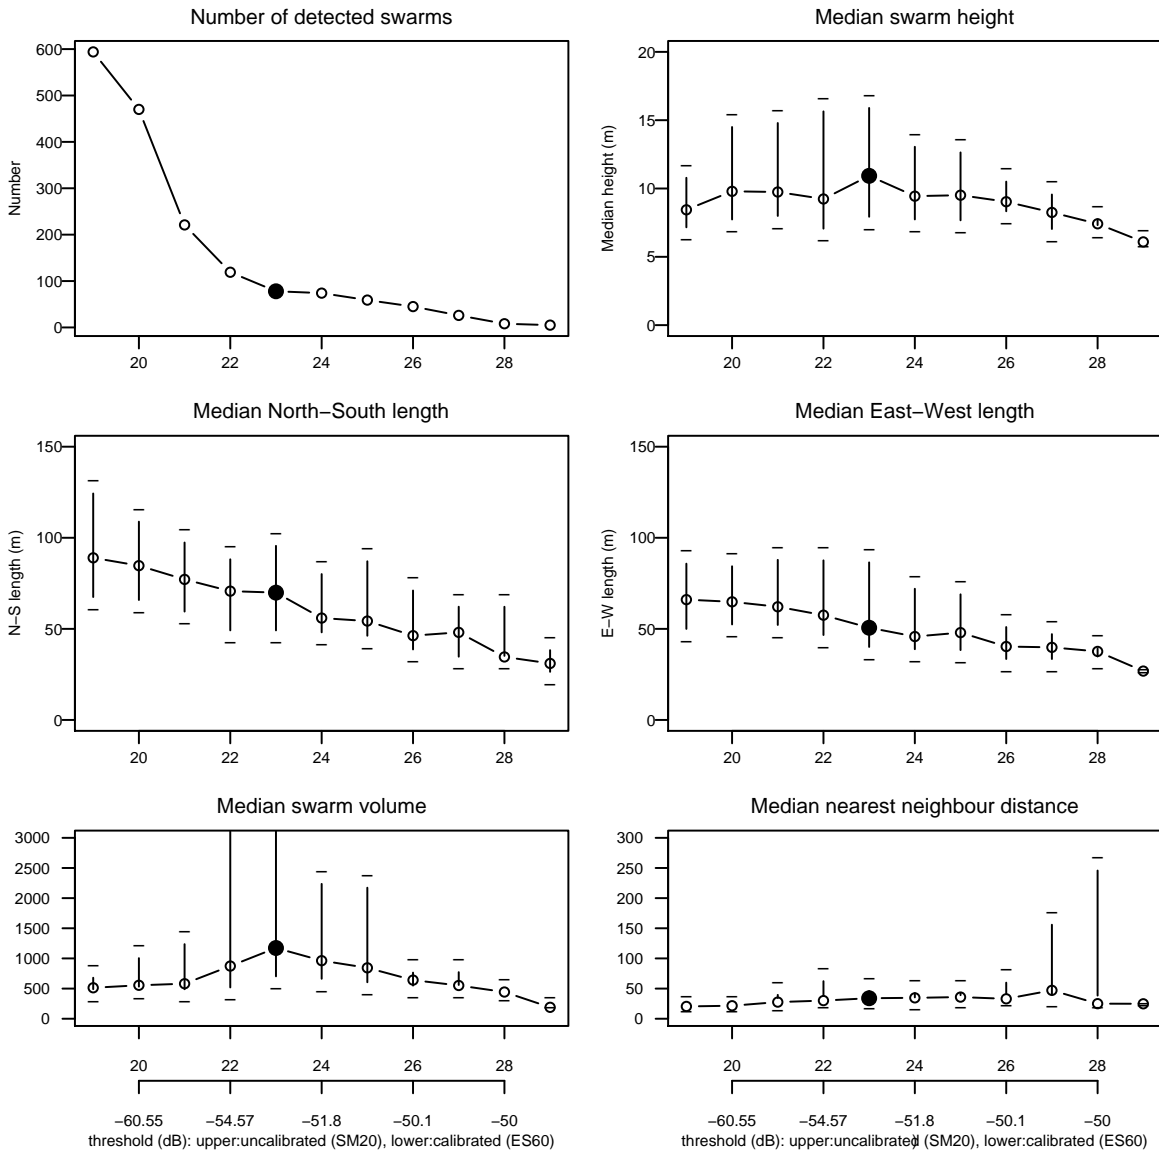 Number of detected swarms
Number
600
500
400
300
200
100
0
20 22 24 26 28
Median swarm height
Median height (m)
20
15
10
5
0
20 22 24 26 28
Median North−South length
N−S length (m)
150
100
50
0
20 22 24 26 28
Median East−West length
E−W length (m)
150
100
50
0
20 22 24 26 28
Median swarm volume
3000
2500
2000
1500
1000
500
0
20 22 24 26 28
−60.55 −54.57 −51.8 −50.1 −50
threshold (dB): upper:uncalibrated (SM20), lower:calibrated (ES60)
Median nearest neighbour distance
300
250
200
150
100
50
0
20 22 24 26 28
−60.55 −54.57 −51.8 −50.1 −50
threshold (dB): upper:uncalibrated (SM20), lower:calibrated (ES60)